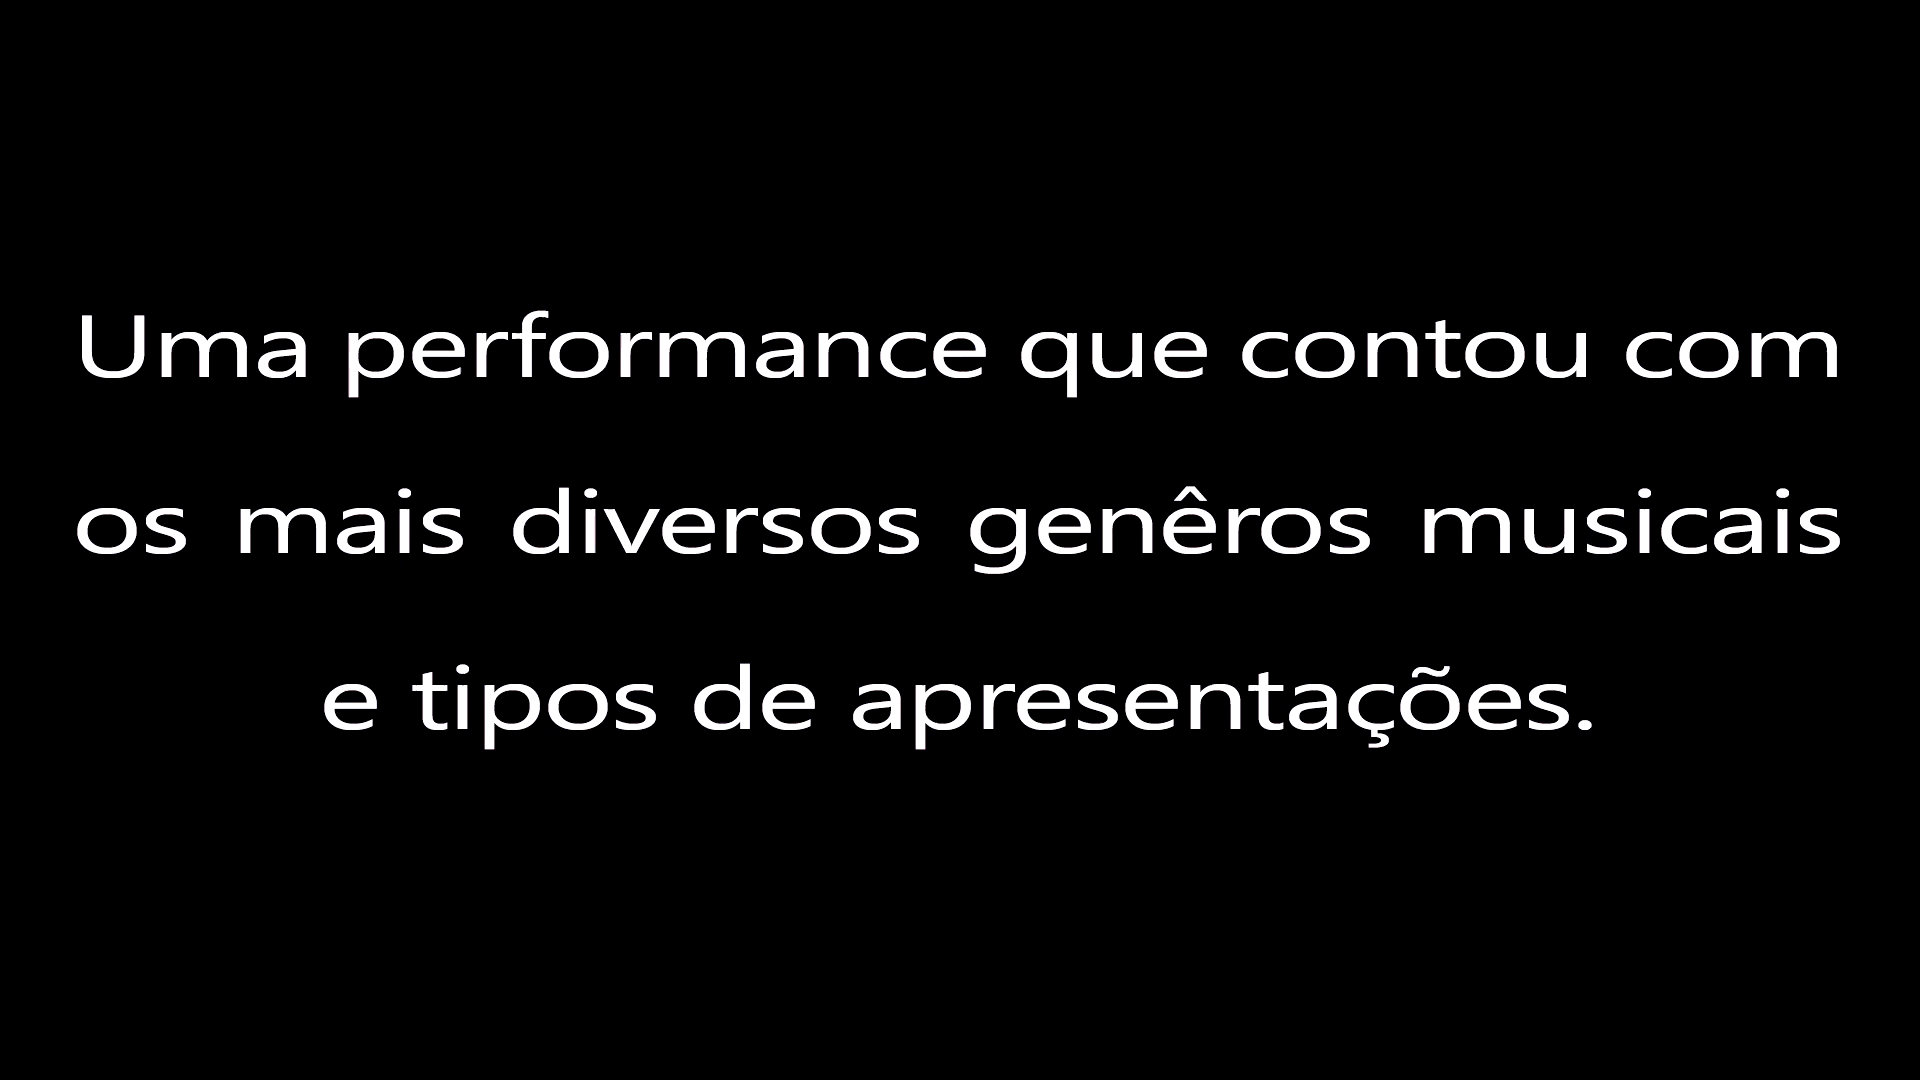 Uma performance que contou com
os mais diversos genêros musicais
e tipos de apresentações.